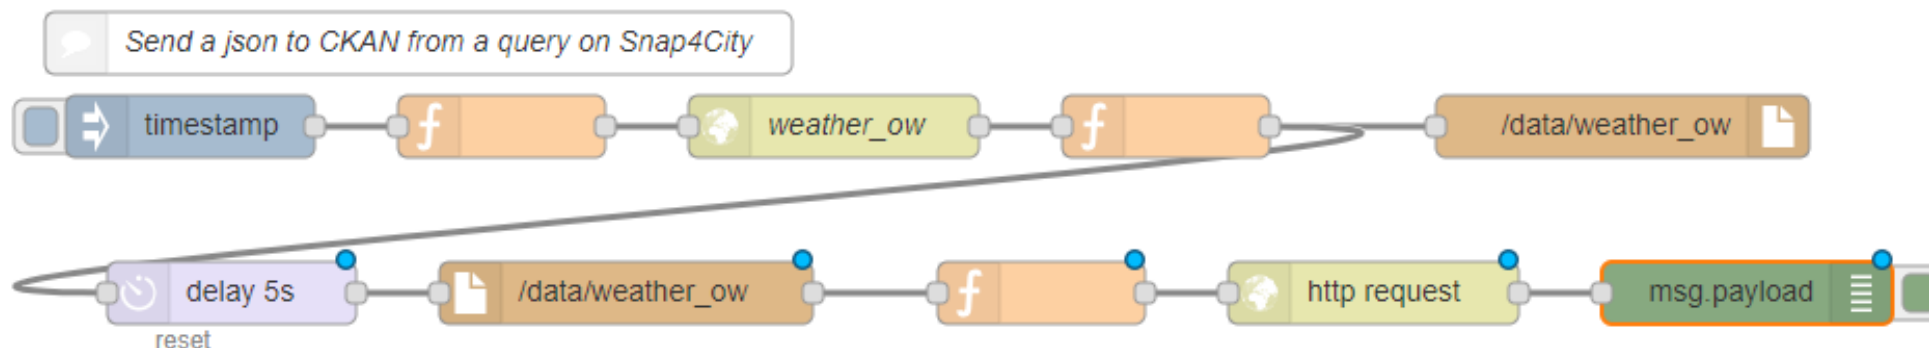 Send a json to CKAN from a query on Snap4City
timestamp
weather_ow
/data/weather_ow
delay 5s
/data/weather_ow
http request
msg.payload
reset